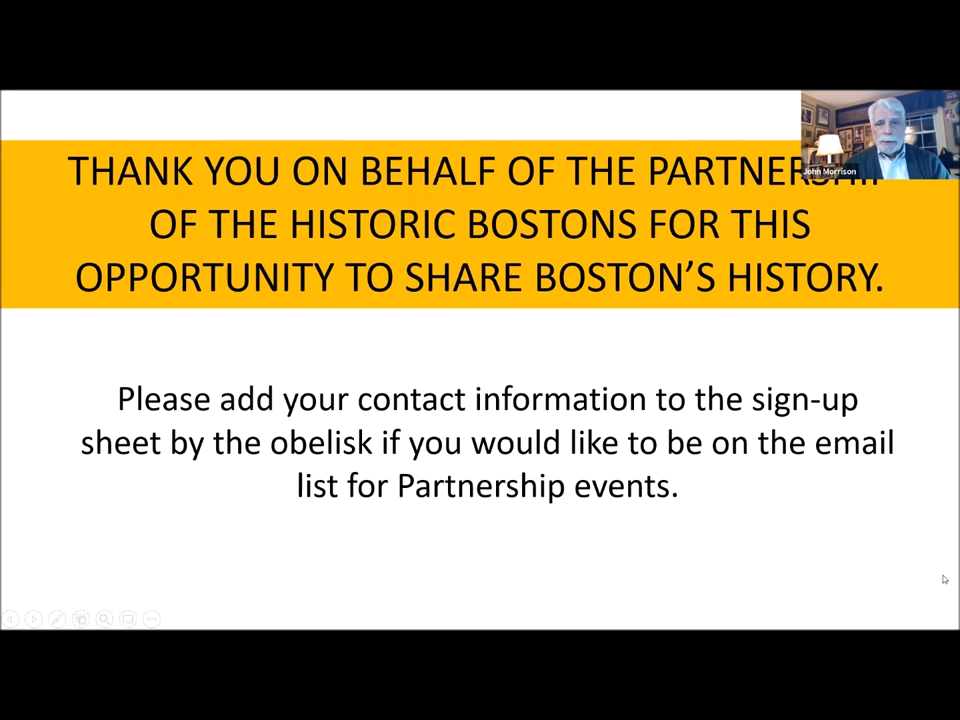 THANK YOU ON BEHALF OF THE PARTNERSHIP
John Morrison
OF THE HISTORIC BOSTONS FOR THIS
OPPORTUNITY TO SHARE BOSTON’S HISTORY.
Please add your contact information to the sign-up
sheet by the obelisk if you would like to be on the email
list for Partnership events.